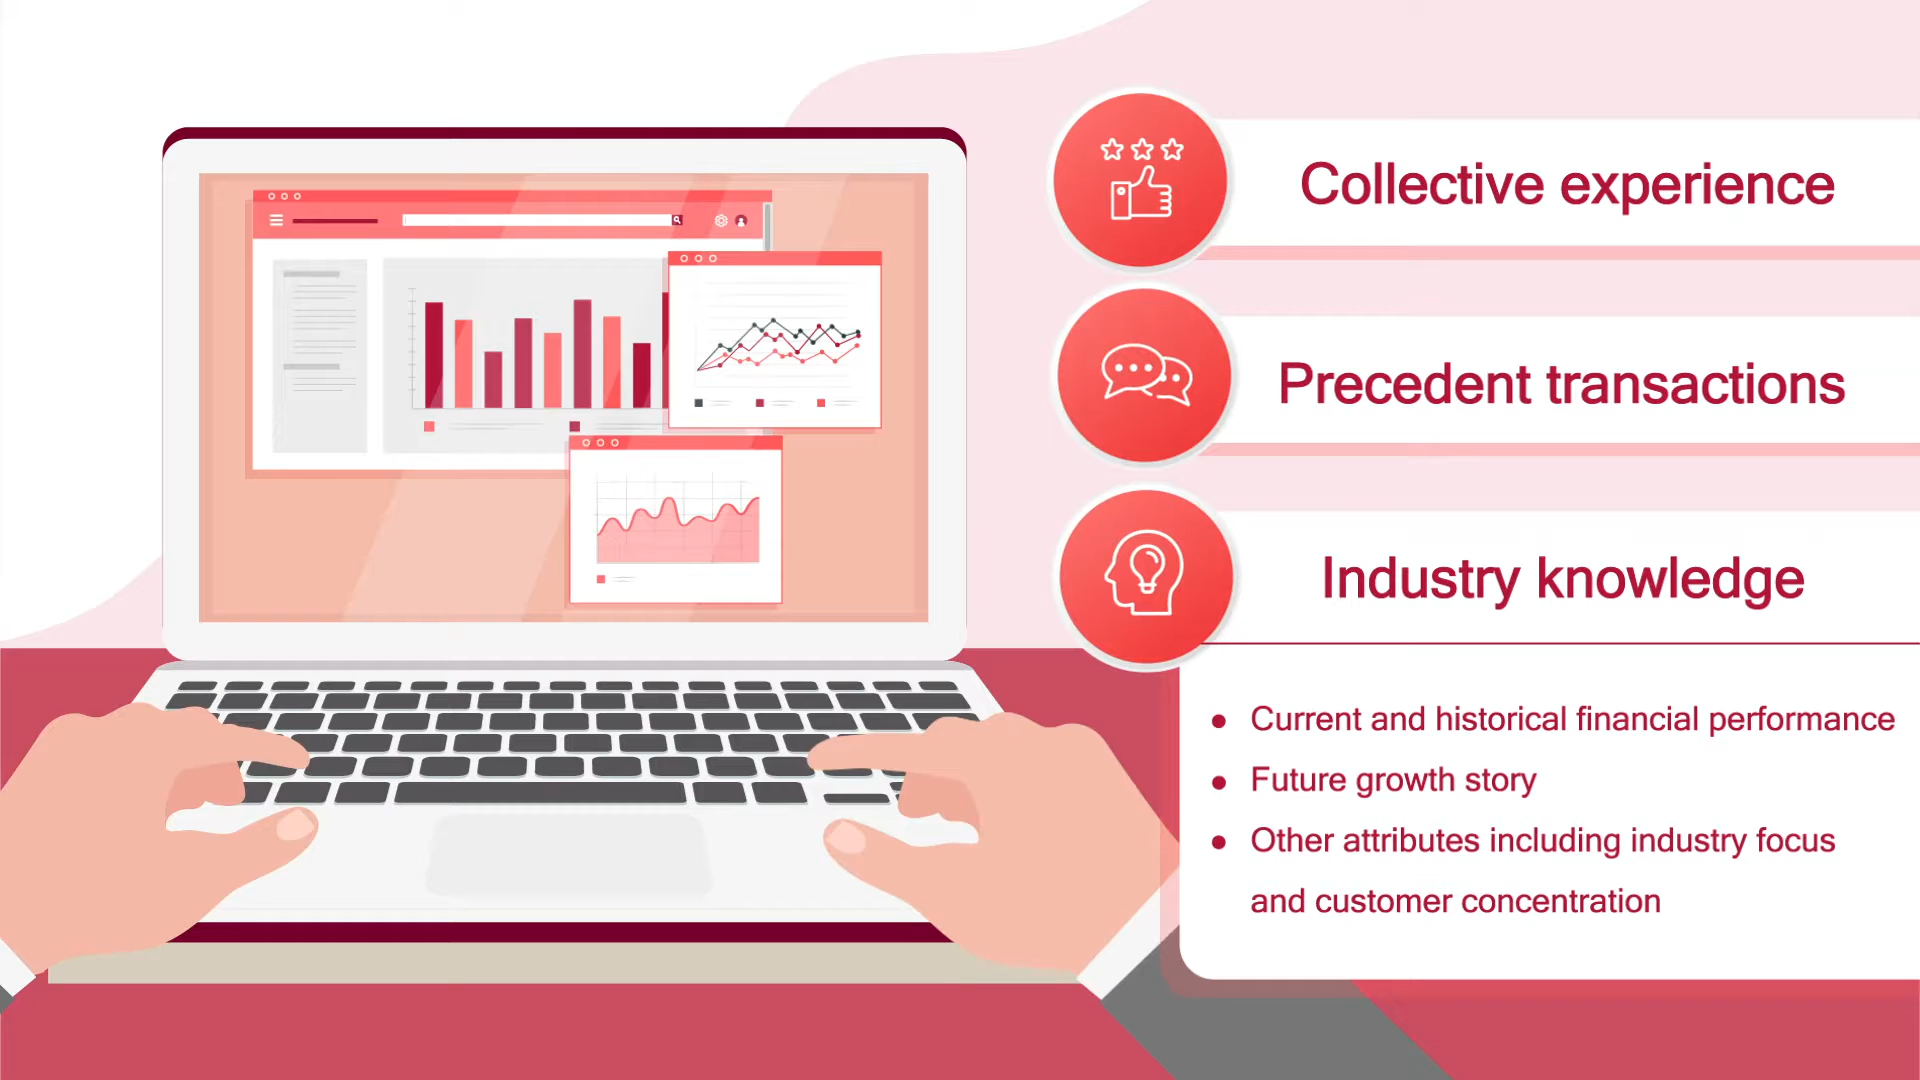 Collective experience
Precedent transactions
Industry knowledge
• Current and historical financial performance
• Future growth story
• Other attributes including industry focus
and customer concentration